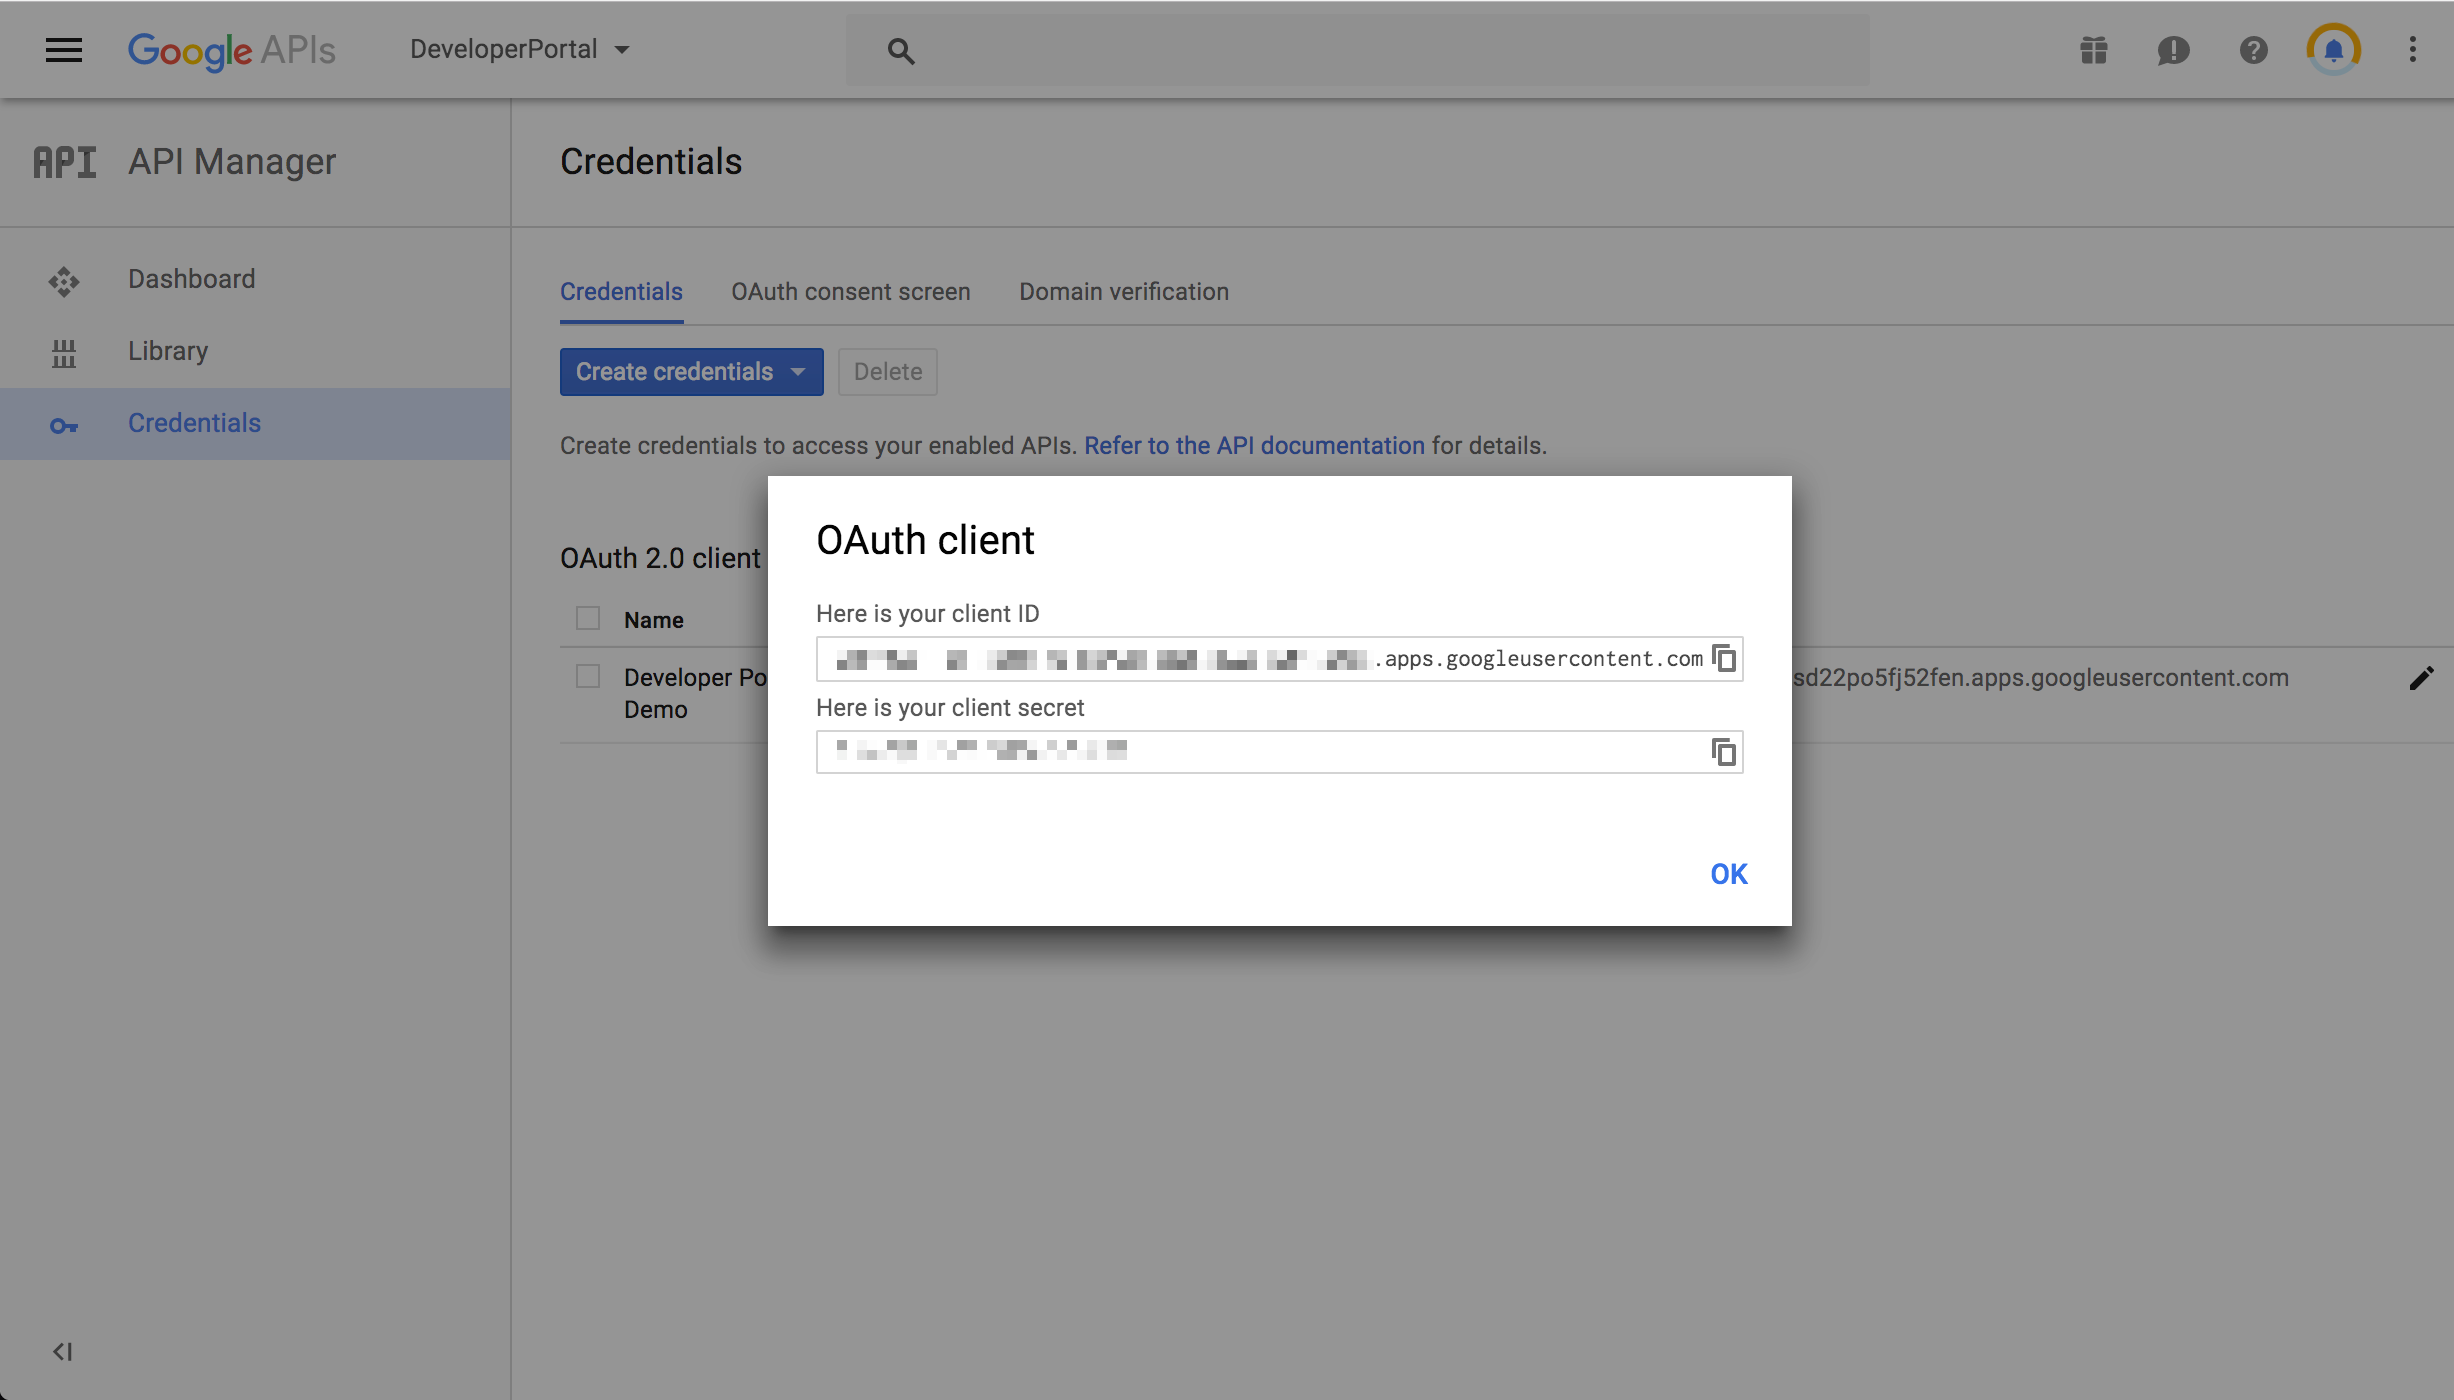 Google APIs
DeveloperPortal
API
API Manager
Credentials
Dashboard
Library
Credentials
Credentials
OAuth consent screen
Domain verification
Create credentials
Delete
Create credentials to access your enabled APIs. Refer to the API documentation for details.
OAuth 2.0 client
Name
Developer Po
Demo
sd22po5fj52fen.apps.googleusercontent.com
OAuth client
Here is your client ID
.apps.googleusercontent.com
Here is your client secret
OK